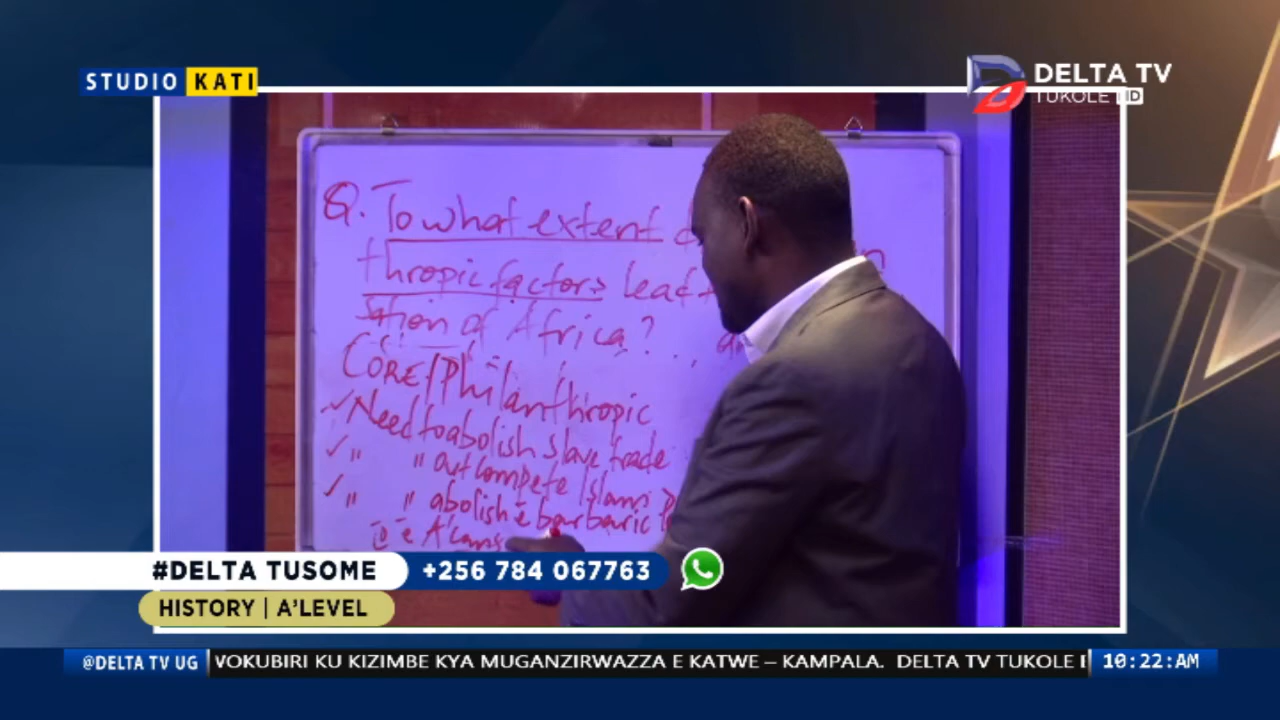 STUDIO KATI
DELTA TV
TUKOLE HD
Q. To what extent
thropic factors lead
sation of Africa?
CORE/Philanthropic
✓ Need to abolish slave trade
✓ " " out compete Islam
✓ " " abolish ē barbaric
#DELTA TUSOME
+256 784 067763
HISTORY | A'LEVEL
@DELTA TV UG
VOKUBIRI KU KIZIMBE KYA MUGANZIRWAZZA E KATWE – KAMPALA. DELTA TV TUKOLE
10:22:AM